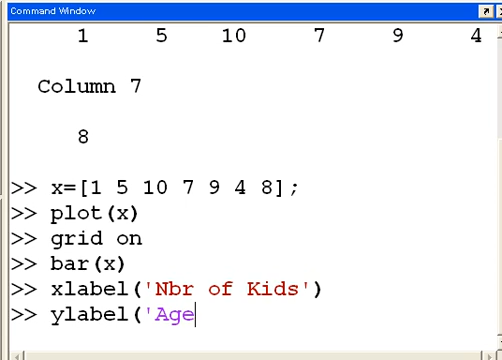 Command Window
1 5 10 7 9 4
Column 7
8
>> x=[1 5 10 7 9 4 8];
>> plot(x)
>> grid on
>> bar(x)
>> xlabel('Nbr of Kids')
>> ylabel('Age